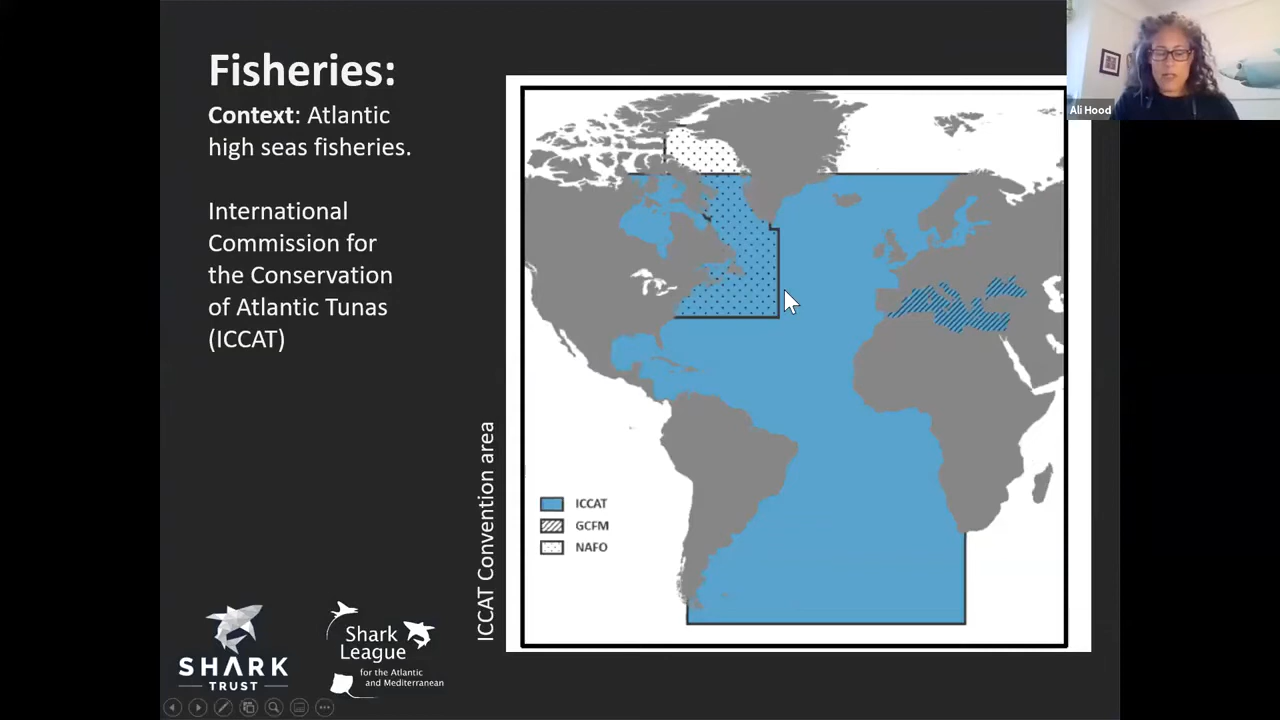 Fisheries:
Context: Atlantic
high seas fisheries.
International
Commission for
the Conservation
of Atlantic Tunas
(ICCAT)
Ali Hood
ICCAT Convention area
ICCAT
GCFM
NAFO
SHARK
TRUST
Shark
League
for the Atlantic
and Mediterranean